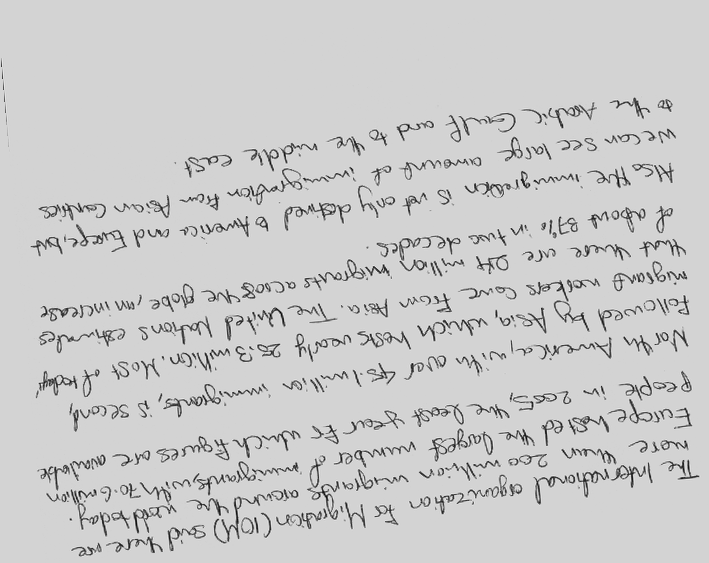 The International organization for Migration (IOM) said there are
more than 200 million migrants around the world today.
Europe hosted the largest number of immigrants, with 70.6 million
people in 2005, the least year for which figures are available
North America, with over 45.1 million immigrants, is second,
followed by Asia, which hosts nearly 25.3 million. Most of today's
migrant workers come from Asia. The United Nations estimates
that there are 214 million migrants across the globe, an increase
of about 37% in two decades.
Also the immigration is not only destined to America and Europe, but
we can see large amount of immigration from Asian Contries
to the Arabic Gaulf and to the middle east.